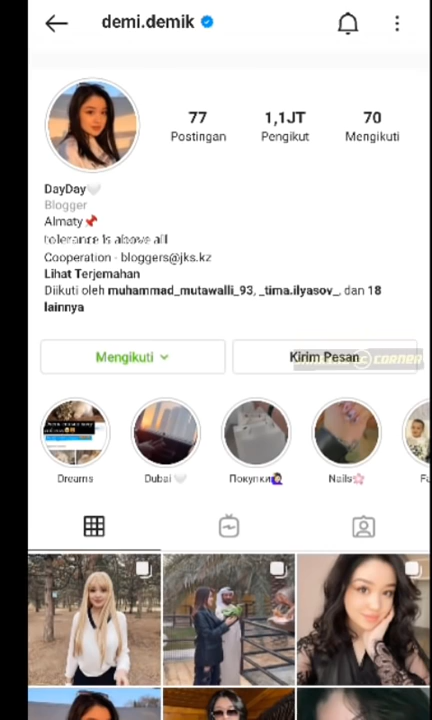 demi.demik
77
1,1JT
70
Postingan
Pengikut
Mengikuti
DayDay🤍
Blogger
Almaty📌
tolerance is above all
Cooperation - bloggers@jks.kz
Lihat Terjemahan
Diikuti oleh muhammad_mutawalli_93, _tima.ilyasov_, dan 18
lainnya
Mengikuti
Kirim Pesan
CORNER
Dreams
Dubai🤍
Покупки🙋🏻‍♀️
Nails🌸